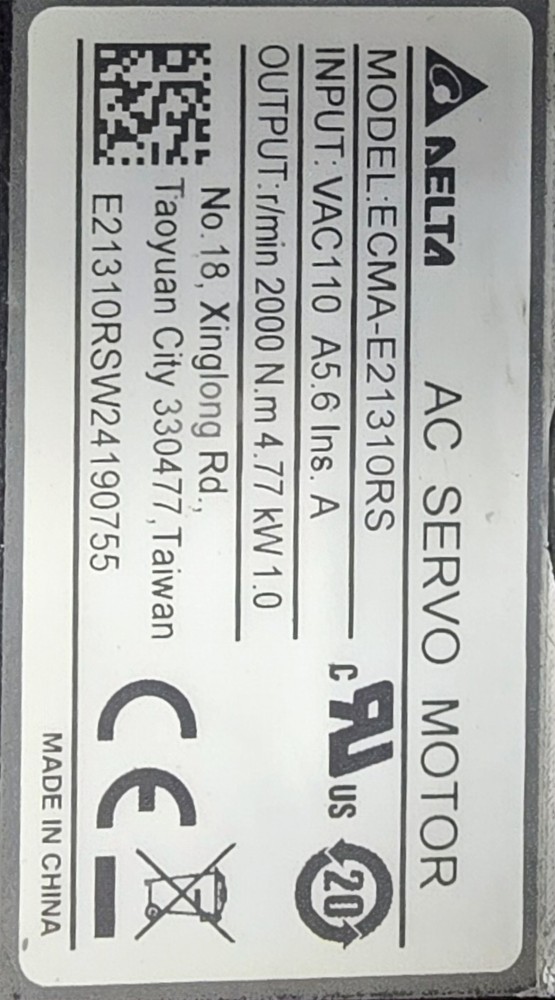 DELTA
AC SERVO MOTOR
MODEL:ECMA-E21310RS
INPUT: VAC110 A5.6 Ins. A
OUTPUT:r/min 2000 N.m 4.77 kW 1.0
C US
20
No.18, Xinglong Rd.,
Taoyuan City 330477,Taiwan
E21310RSW24190755
CE
MADE IN CHINA